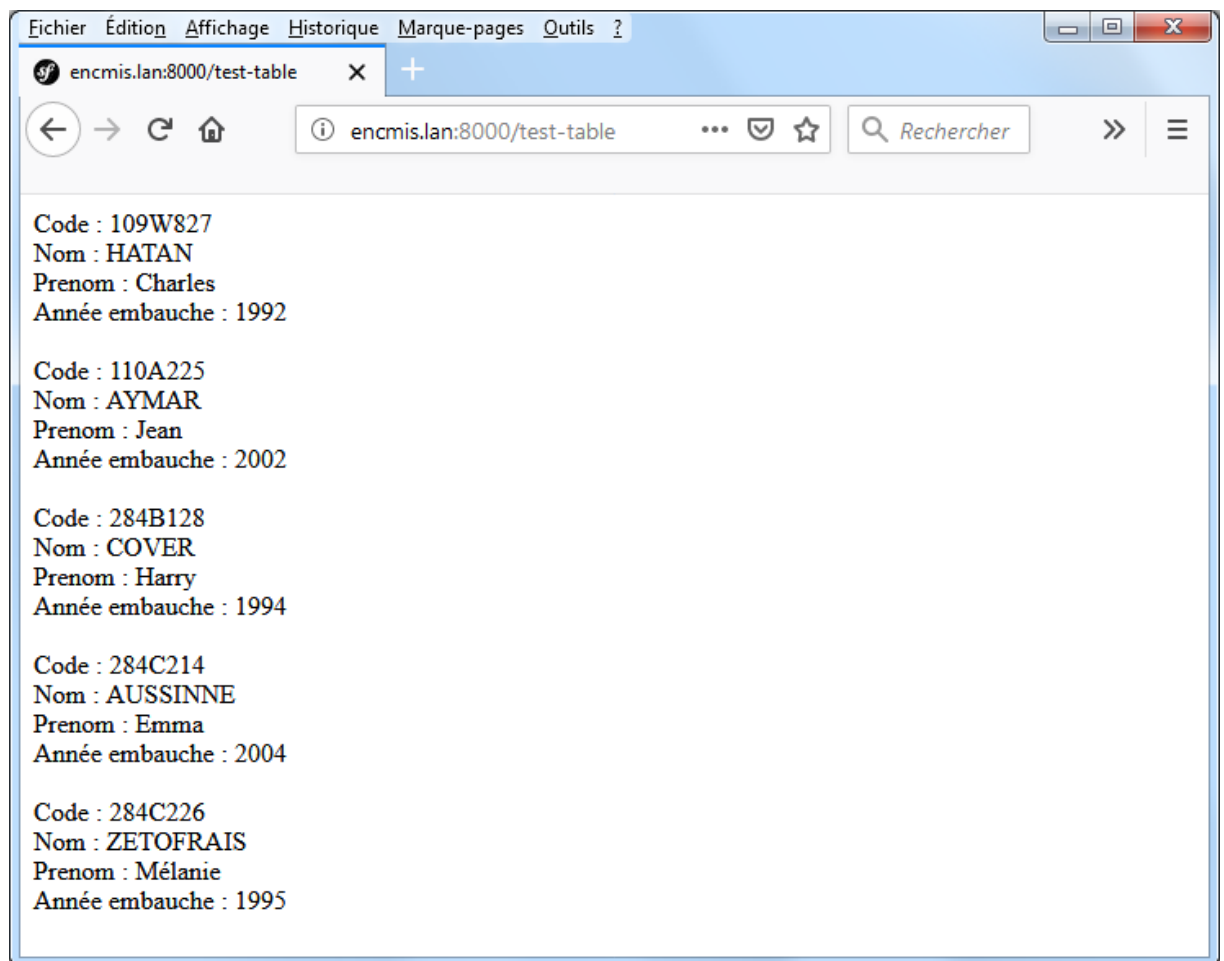 Fichier Édition Affichage Historique Marque-pages Outils ?
encmis.lan:8000/test-table
encmis.lan:8000/test-table
Rechercher
Code : 109W827
Nom : HATAN
Prenom : Charles
Année embauche : 1992
Code : 110A225
Nom : AYMAR
Prenom : Jean
Année embauche : 2002
Code : 284B128
Nom : COVER
Prenom : Harry
Année embauche : 1994
Code : 284C214
Nom : AUSSINNE
Prenom : Emma
Année embauche : 2004
Code : 284C226
Nom : ZETOFRAIS
Prenom : Mélanie
Année embauche : 1995